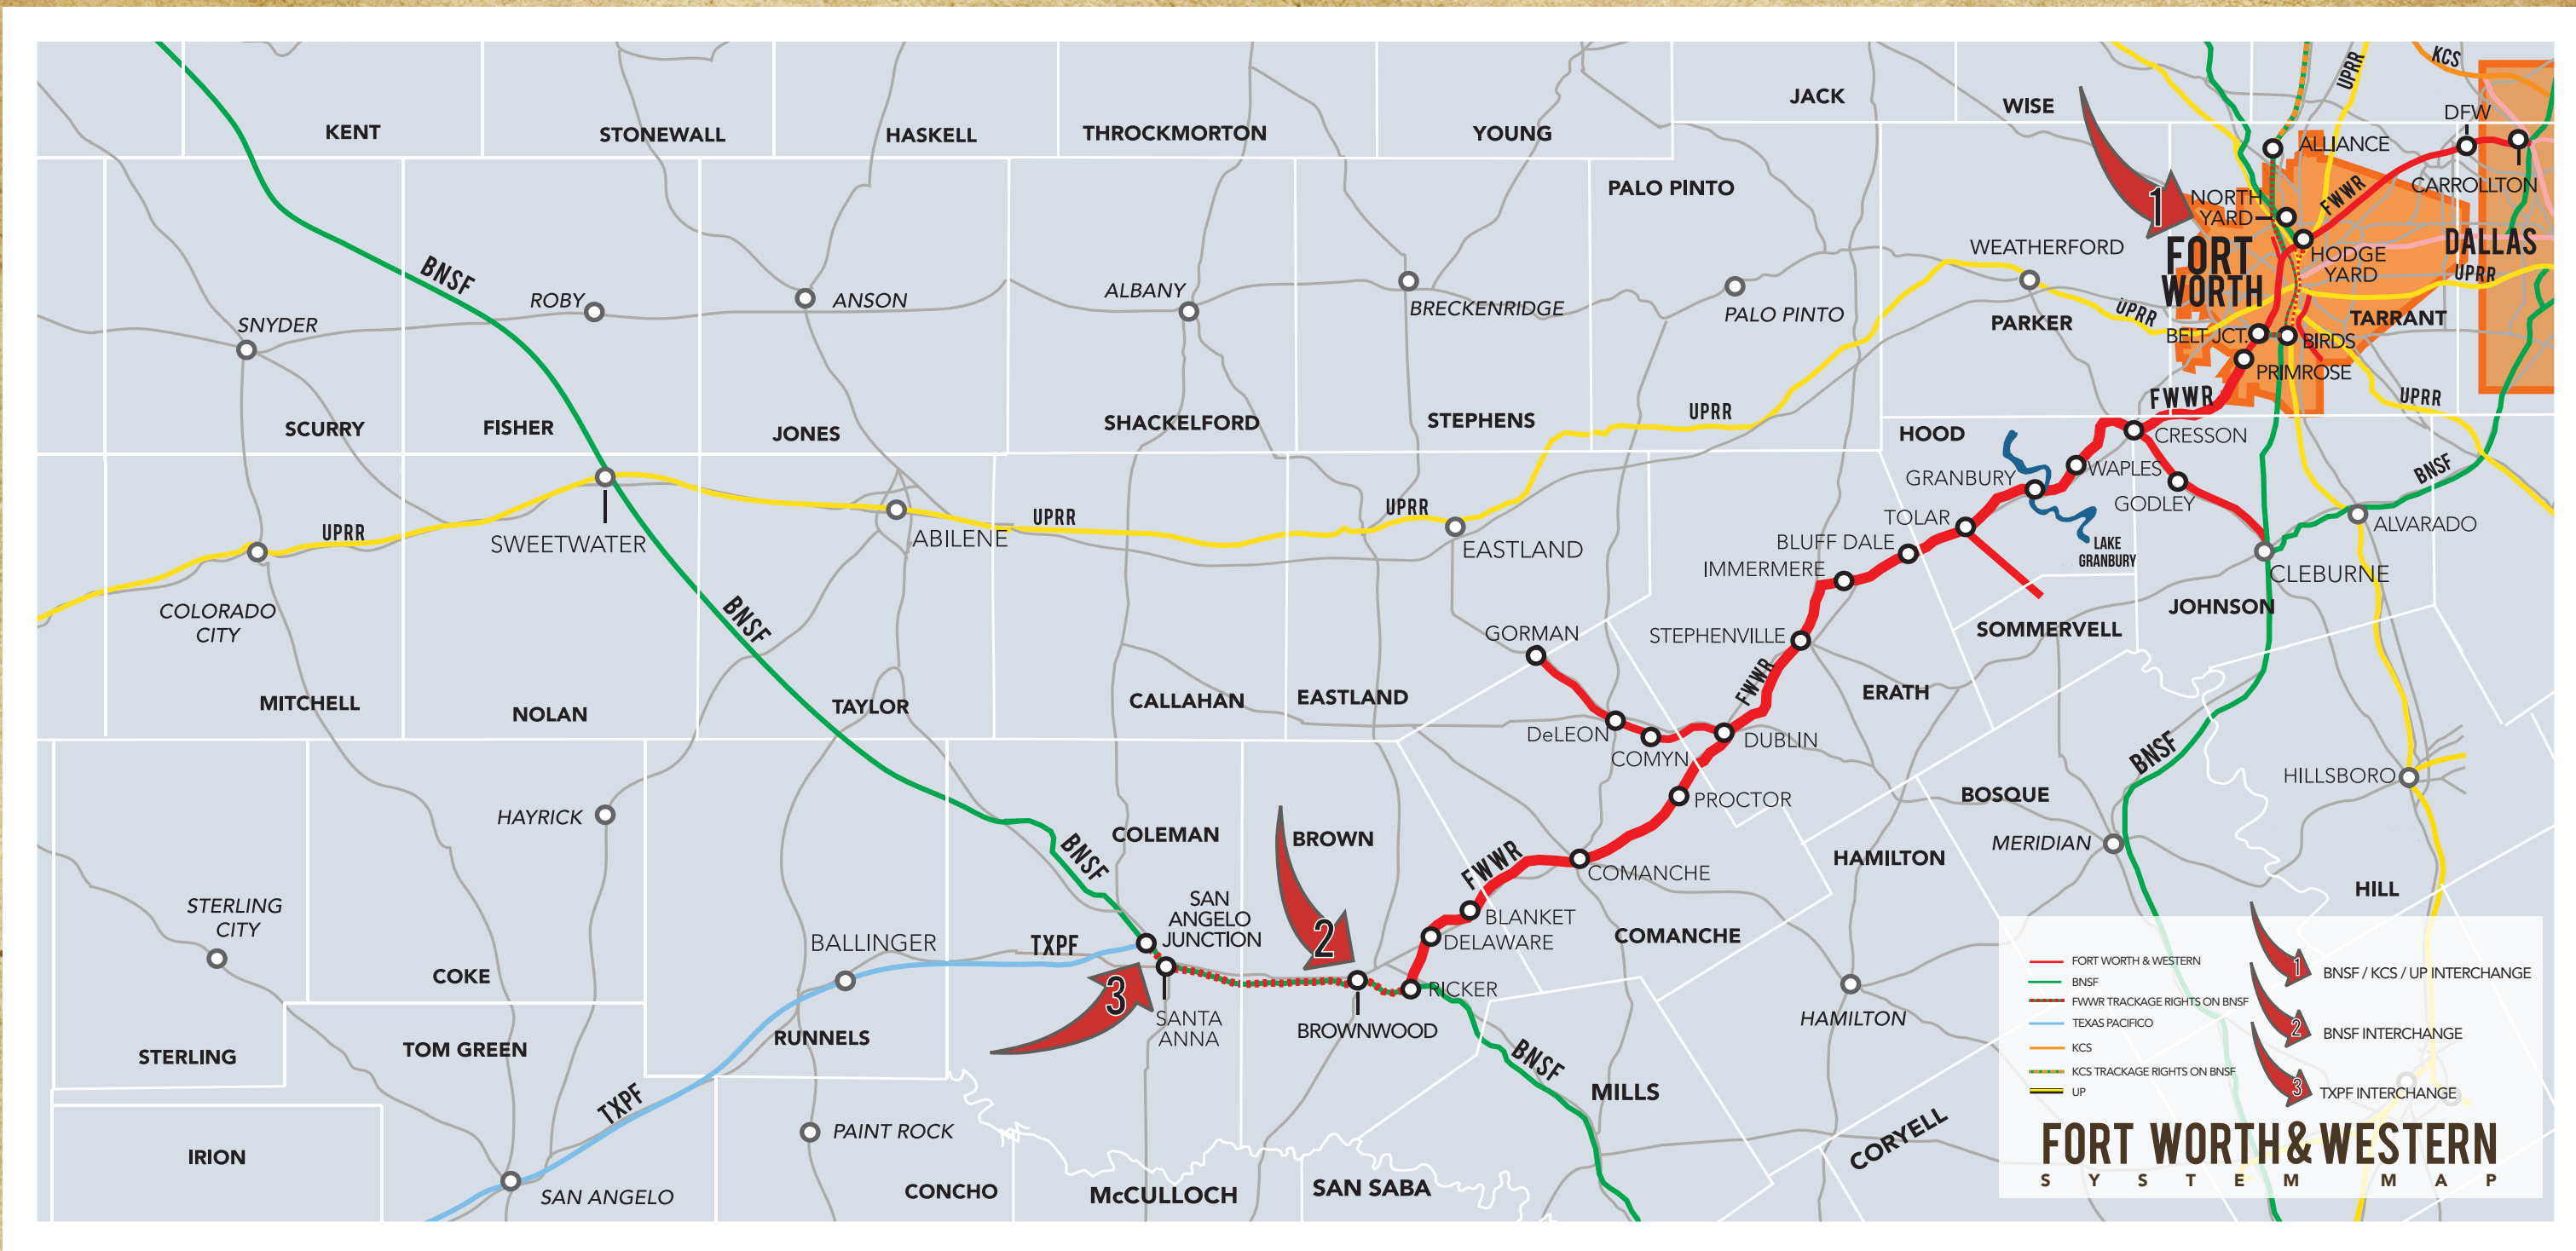 KENT
STONEWALL
HASKELL
THROCKMORTON
YOUNG
JACK
WISE
UPRR
KCS
DFW
ALLIANCE
CARROLLTON
PALO PINTO
1
NORTH
YARD
FWWR
FORT
WORTH
HODGE
YARD
DALLAS
UPRR
WEATHERFORD
PARKER
UPRR
TARRANT
BELT JCT.
BIRDS
PRIMROSE
FWWR
UPRR
BNSF
ROBY
ANSON
ALBANY
BRECKENRIDGE
PALO PINTO
SNYDER
SCURRY
FISHER
JONES
SHACKELFORD
STEPHENS
UPRR
HOOD
CRESSON
GRANBURY
WAPLES
GODLEY
BNSF
ALVARADO
UPRR
SWEETWATER
ABILENE
UPRR
UPRR
EASTLAND
TOLAR
BLUFF DALE
IMMERMERE
LAKE
GRANBURY
CLEBURNE
JOHNSON
COLORADO
CITY
BNSF
GORMAN
STEPHENVILLE
SOMMERVELL
FWWR
ERATH
MITCHELL
NOLAN
TAYLOR
CALLAHAN
EASTLAND
DeLEON
COMYN
DUBLIN
BNSF
HILLSBORO
PROCTOR
BOSQUE
HAYRICK
COLEMAN
BROWN
BNSF
FWWR
COMANCHE
HAMILTON
MERIDIAN
HILL
STERLING
CITY
SAN
ANGELO
JUNCTION
BALLINGER
TXPF
2
BLANKET
DELAWARE
COMANCHE
COKE
3
SANTA
ANNA
BROWNWOOD
RICKER
HAMILTON
STERLING
TOM GREEN
RUNNELS
BNSF
MILLS
TXPF
PAINT ROCK
CORYELL
IRION
SAN ANGELO
CONCHO
McCULLOCH
SAN SABA
FORT WORTH & WESTERN
BNSF
FWWR TRACKAGE RIGHTS ON BNSF
TEXAS PACIFICO
KCS
KCS TRACKAGE RIGHTS ON BNSF
UP
1
BNSF / KCS / UP INTERCHANGE
2
BNSF INTERCHANGE
3
TXPF INTERCHANGE
FORT WORTH & WESTERN
SYSTEM MAP